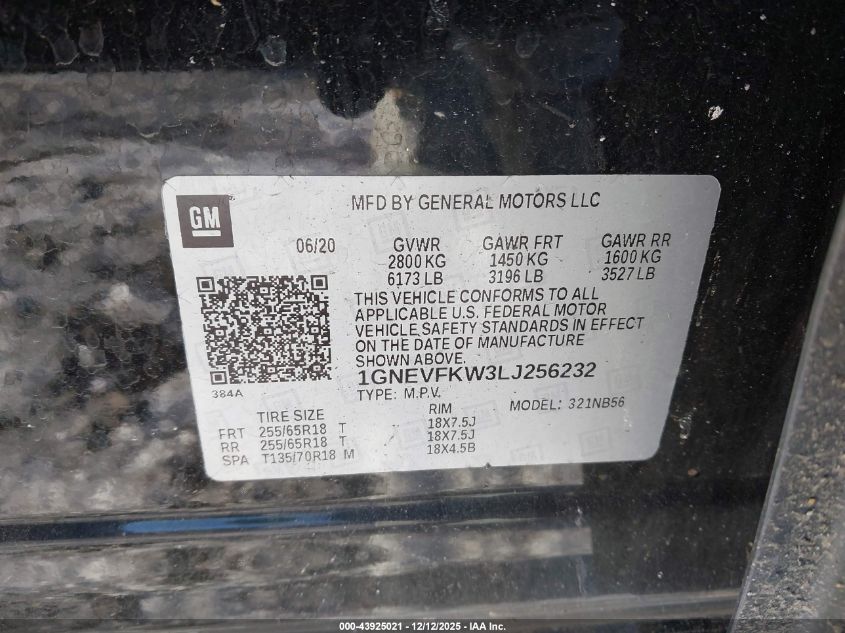 MFD BY GENERAL MOTORS LLC
GM
06/20 GVWR GAWR FRT GAWR RR
2800 KG 1450 KG 1600 KG
6173 LB 3196 LB 3527 LB
THIS VEHICLE CONFORMS TO ALL
APPLICABLE U.S. FEDERAL MOTOR
VEHICLE SAFETY STANDARDS IN EFFECT
ON THE DATE OF MANUFACTURE
SHOWN ABOVE.
1GNEVFKW3LJ256232
384A
TYPE: M.P.V. MODEL: 321NB56
TIRE SIZE RIM
FRT 255/65R18 T 18X7.5J
RR 255/65R18 T 18X7.5J
SPA T135/70R18 M 18X4.5B
000-43925021 - 12/12/2025 - IAA Inc.